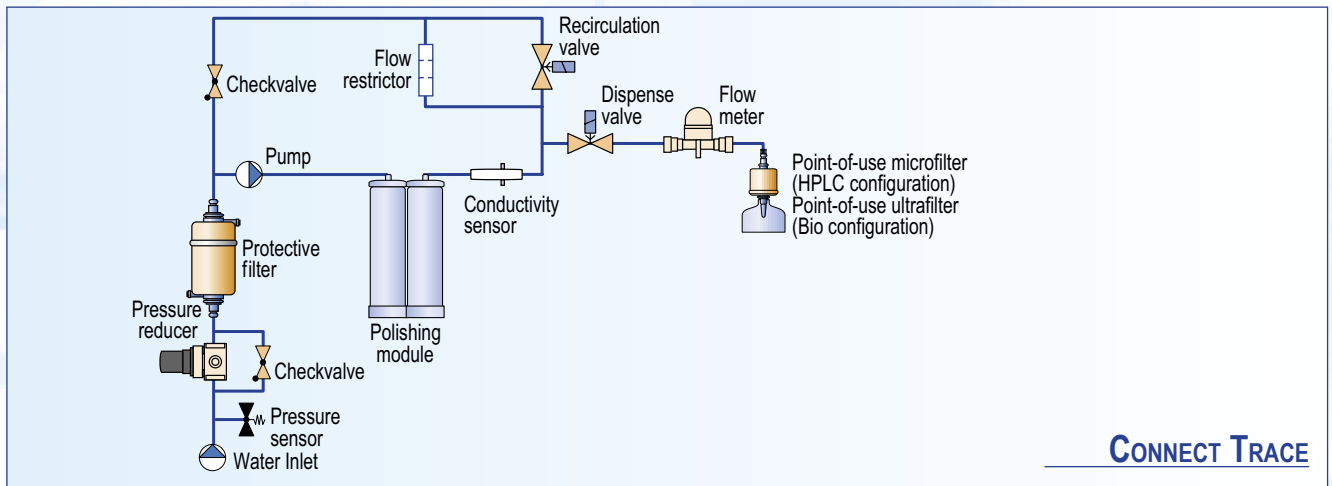 Recirculation
valve
Flow
restrictor
Checkvalve
Dispense
valve
Flow
meter
Pump
Point-of-use microfilter
(HPLC configuration)
Point-of-use ultrafilter
(Bio configuration)
Conductivity
sensor
Protective
filter
Pressure
reducer
Polishing
module
Checkvalve
Pressure
sensor
Water Inlet
CONNECT TRACE